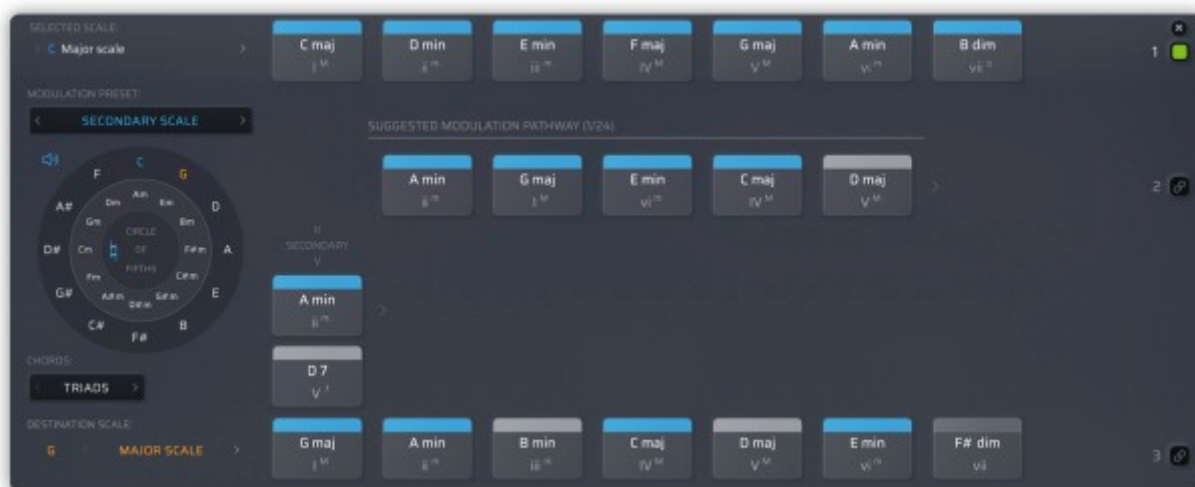 SELECTED SCALE:
C Major scale
C maj D min E min F maj G maj A min B dim
I M ii m iii m IV M V M vi m vii
1
MODULATION PRESET:
SECONDARY SCALE
SUGGESTED MODULATION PATHWAY (1/24)
A min G maj E min C maj D maj
ii m I M vi m IV M V M
2
C
F G
A# D
D# A
G# E
C# B
F#
Am
Dm Em
Gm Bm
Cm F#m
Fm C#m
A#m G#m
D#m
CIRCLE
OF
FIFTHS
II
SECONDARY
V
A min
ii m
D 7
V 7
CHORDS:
TRIADS
DESTINATION SCALE:
G MAJOR SCALE
G maj A min B min C maj D maj E min F# dim
I M ii m iii m IV M V M vi m vii
3